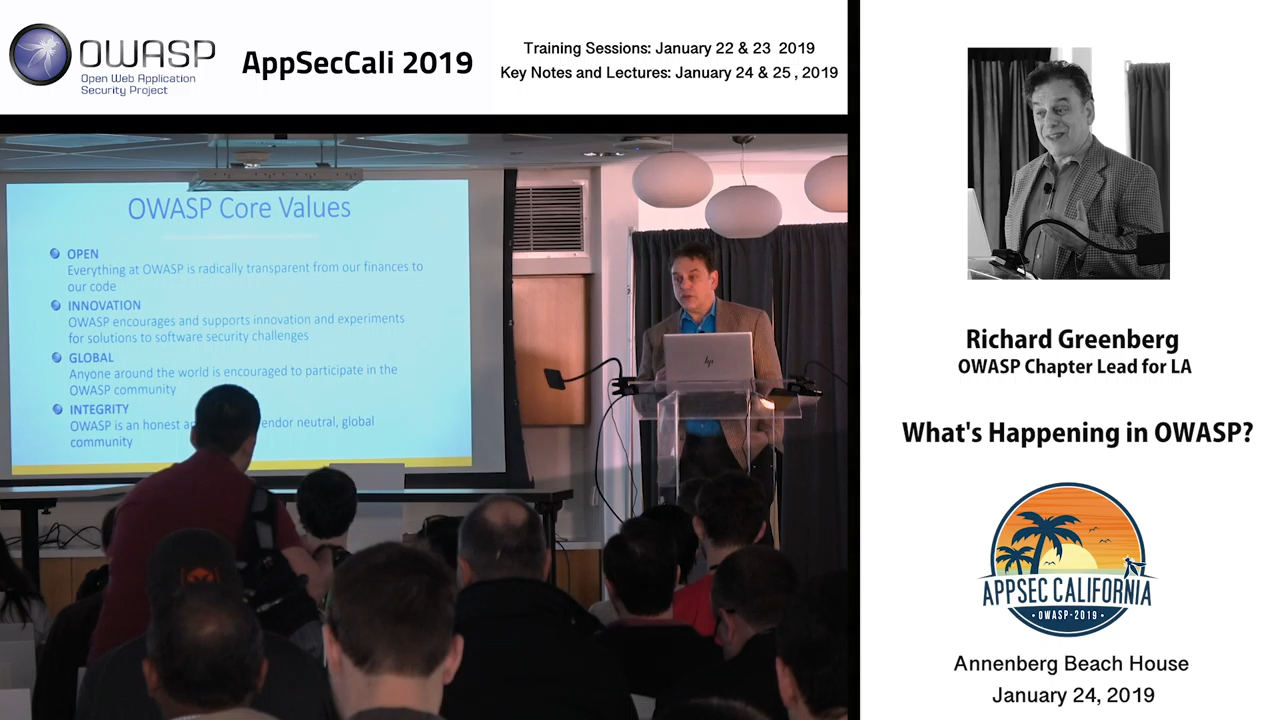 OWASP
Open Web Application
Security Project
AppSecCali 2019
Training Sessions: January 22 & 23 2019
Key Notes and Lectures: January 24 & 25 , 2019
OWASP Core Values
OPEN
Everything at OWASP is radically transparent from our finances to
our code
INNOVATION
OWASP encourages and supports innovation and experiments
for solutions to software security challenges
GLOBAL
Anyone around the world is encouraged to participate in the
OWASP community
INTEGRITY
OWASP is an honest a endor neutral, global
community
hp
Richard Greenberg
OWASP Chapter Lead for LA
What's Happening in OWASP?
APPSEC CALIFORNIA
• OWASP-2019 •
Annenberg Beach House
January 24, 2019